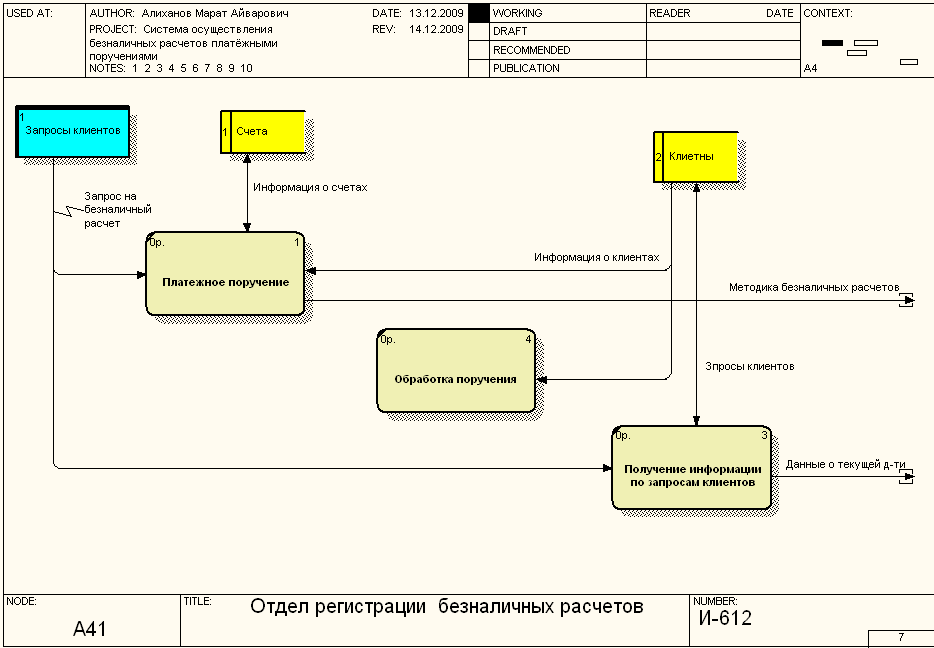 USED AT:
AUTHOR: Алиханов Марат Айварович
DATE: 13.12.2009
PROJECT: Система осуществления
безналичных расчетов платёжными
поручениями
REV: 14.12.2009
NOTES: 1 2 3 4 5 6 7 8 9 10
WORKING
DRAFT
RECOMMENDED
PUBLICATION
READER DATE
CONTEXT:
A4
1
Запросы клиентов
1 Счета
2 Клиетны
Информация о счетах
Запрос на
безналичный
расчет
0р. 1
Платежное поручение
Информация о клиентах
Методика безналичных расчетов
0р. 4
Обработка поручения
Зпросы клиентов
0р. 3
Получение информации
по запросам клиентов
Данные о текущей д-ти
NODE:
A41
TITLE:
Отдел регистрации безналичных расчетов
NUMBER:
И-612
7